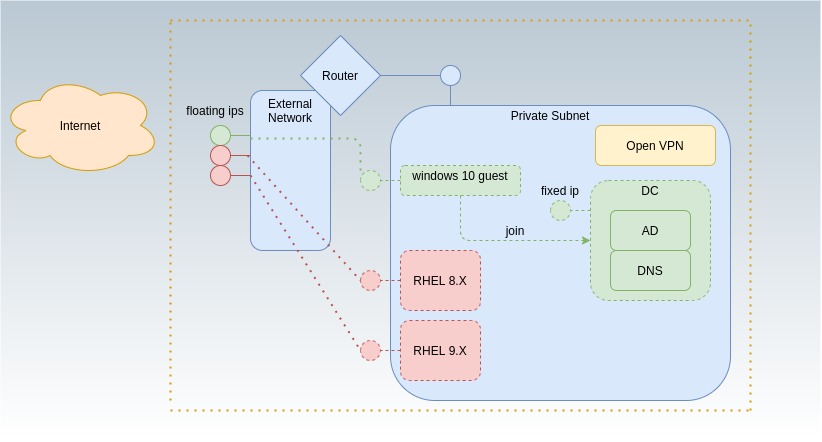 Router
floating ips
External
Network
Internet
Private Subnet
Open VPN
windows 10 guest
fixed ip
DC
join
AD
DNS
RHEL 8.X
RHEL 9.X